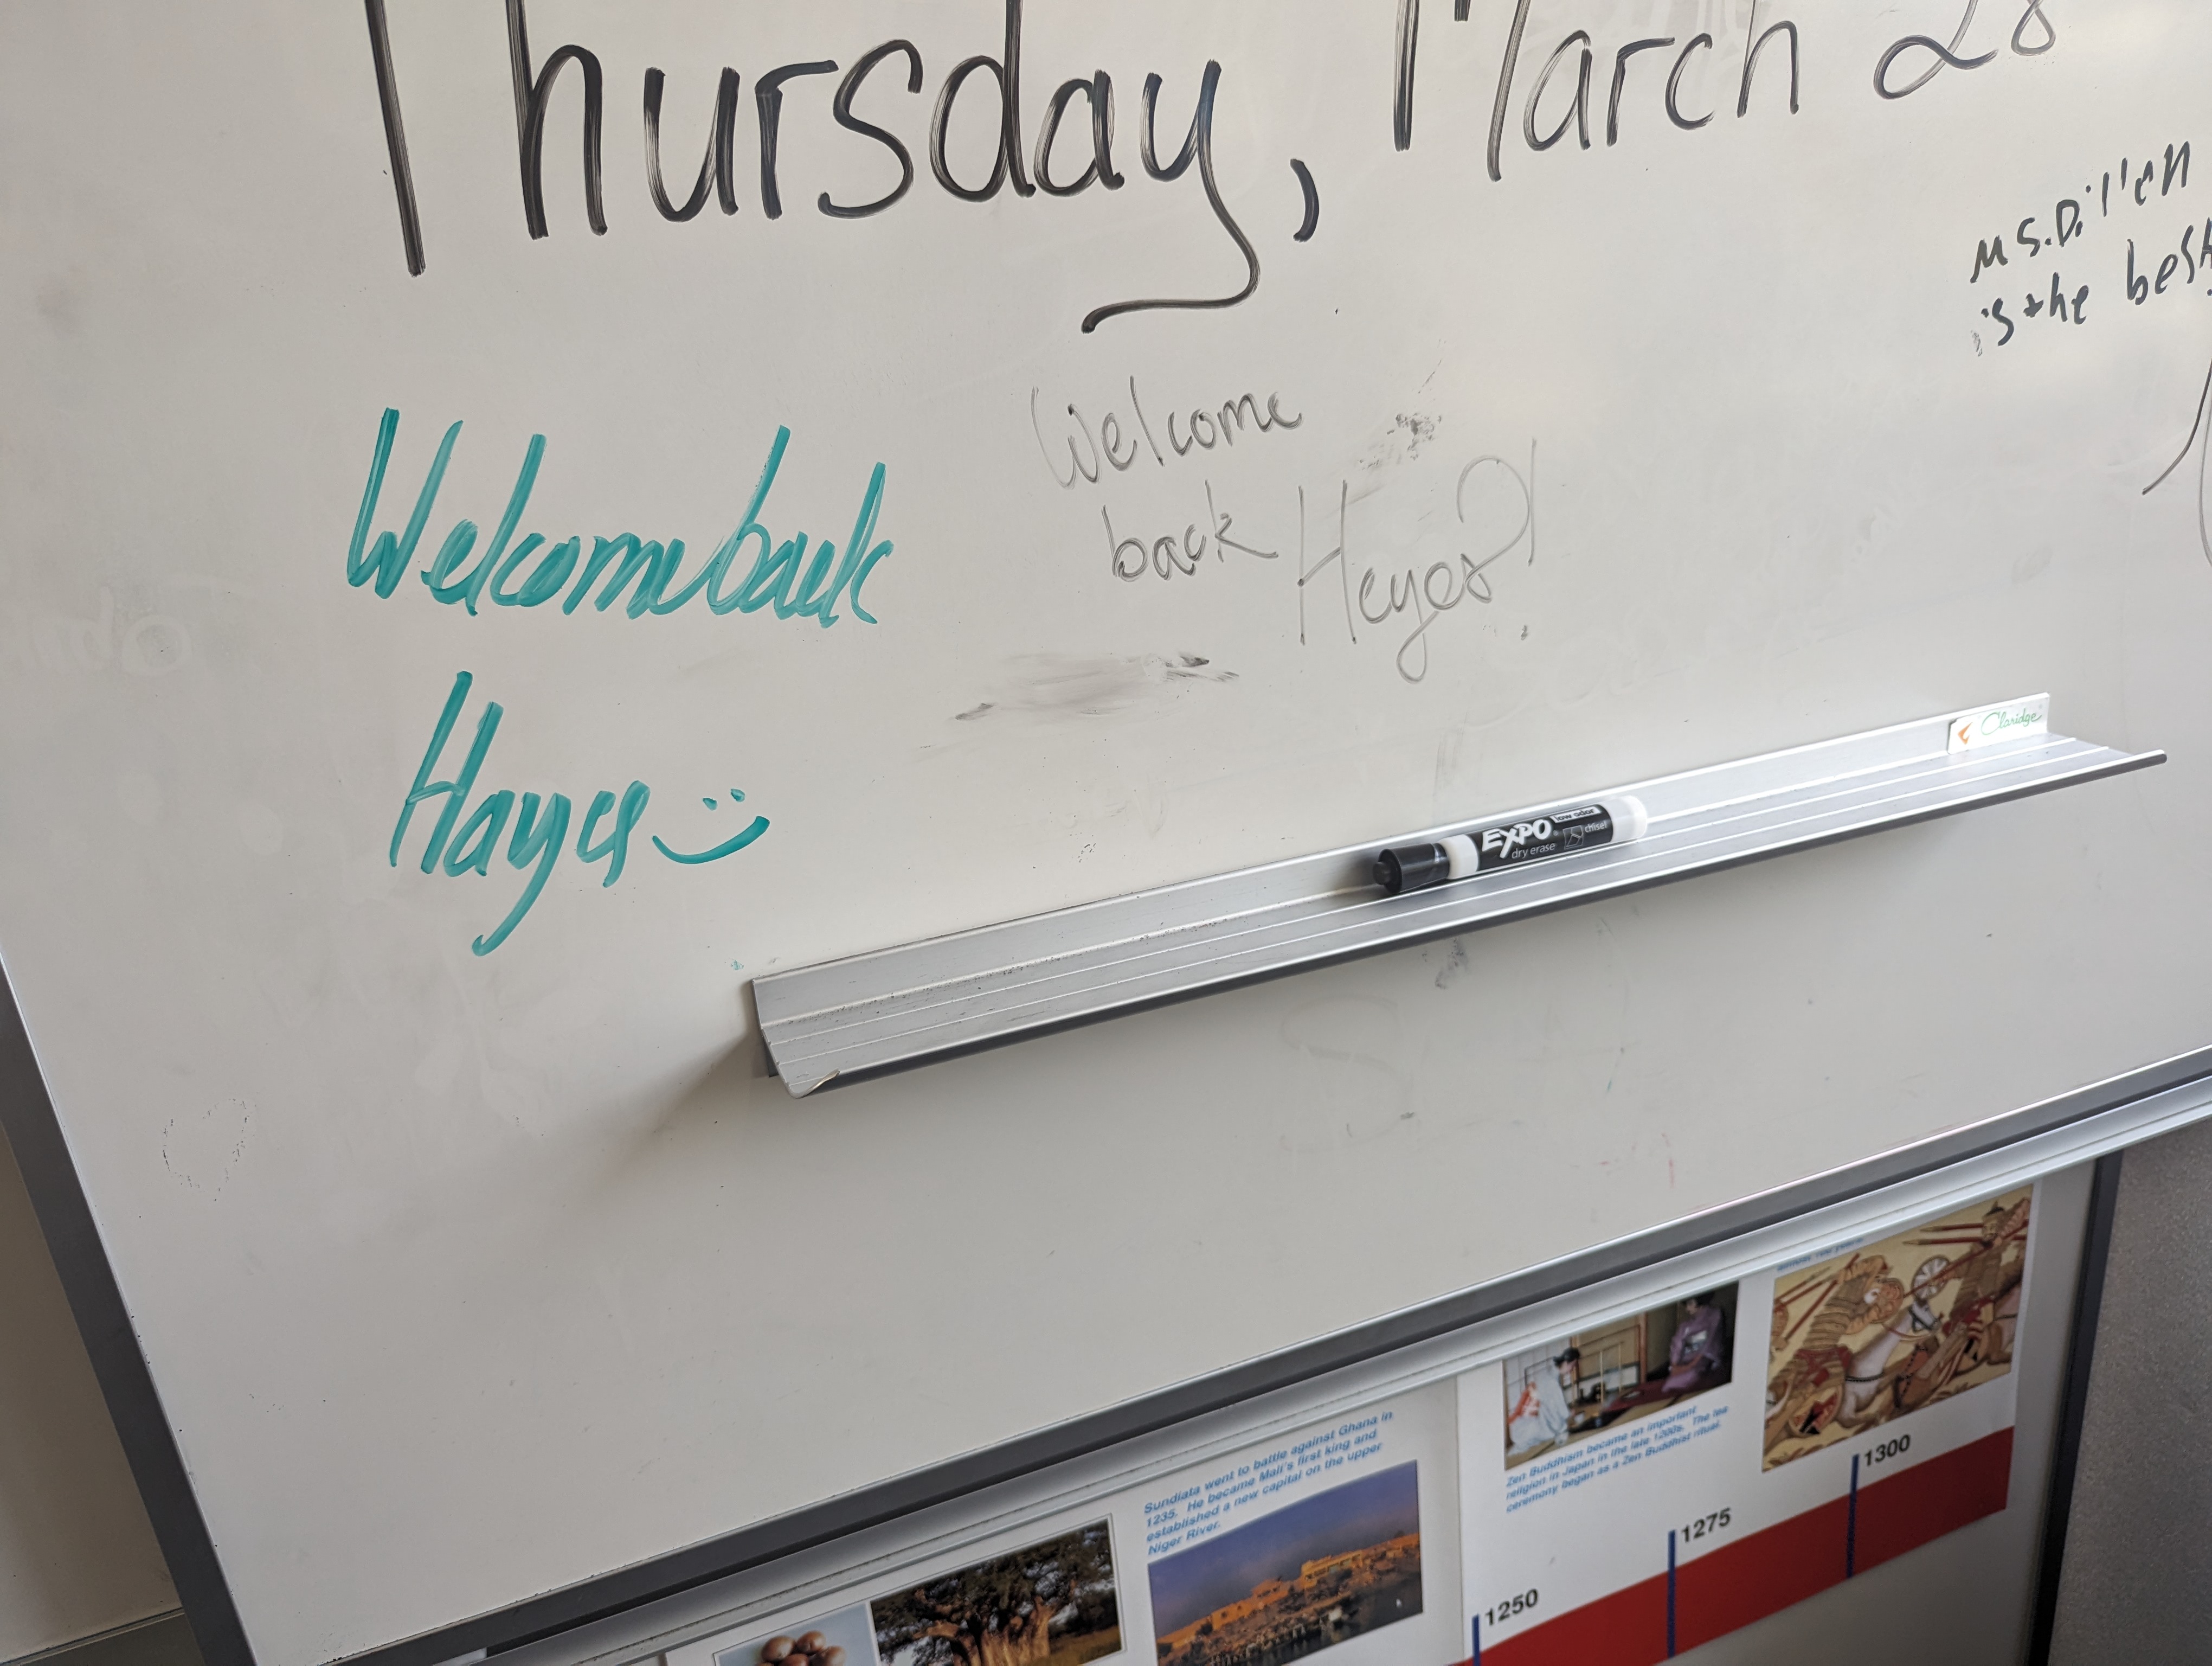 Thursday, March 28
Ms. Dillen
is the best
Welcome back
Hayes
Welcome
back Heyes?!
Claridge
EXPO
low odor
dry erase
chisel
Sundiata went to battle against Ghana in
1235. He became Mali's first king and
established a new capital on the upper
Niger River.
Zen Buddhism became an important
religion in Japan in the late 1200s. The tea
ceremony began as a Zen Buddhist ritual.
1250
1275
1300